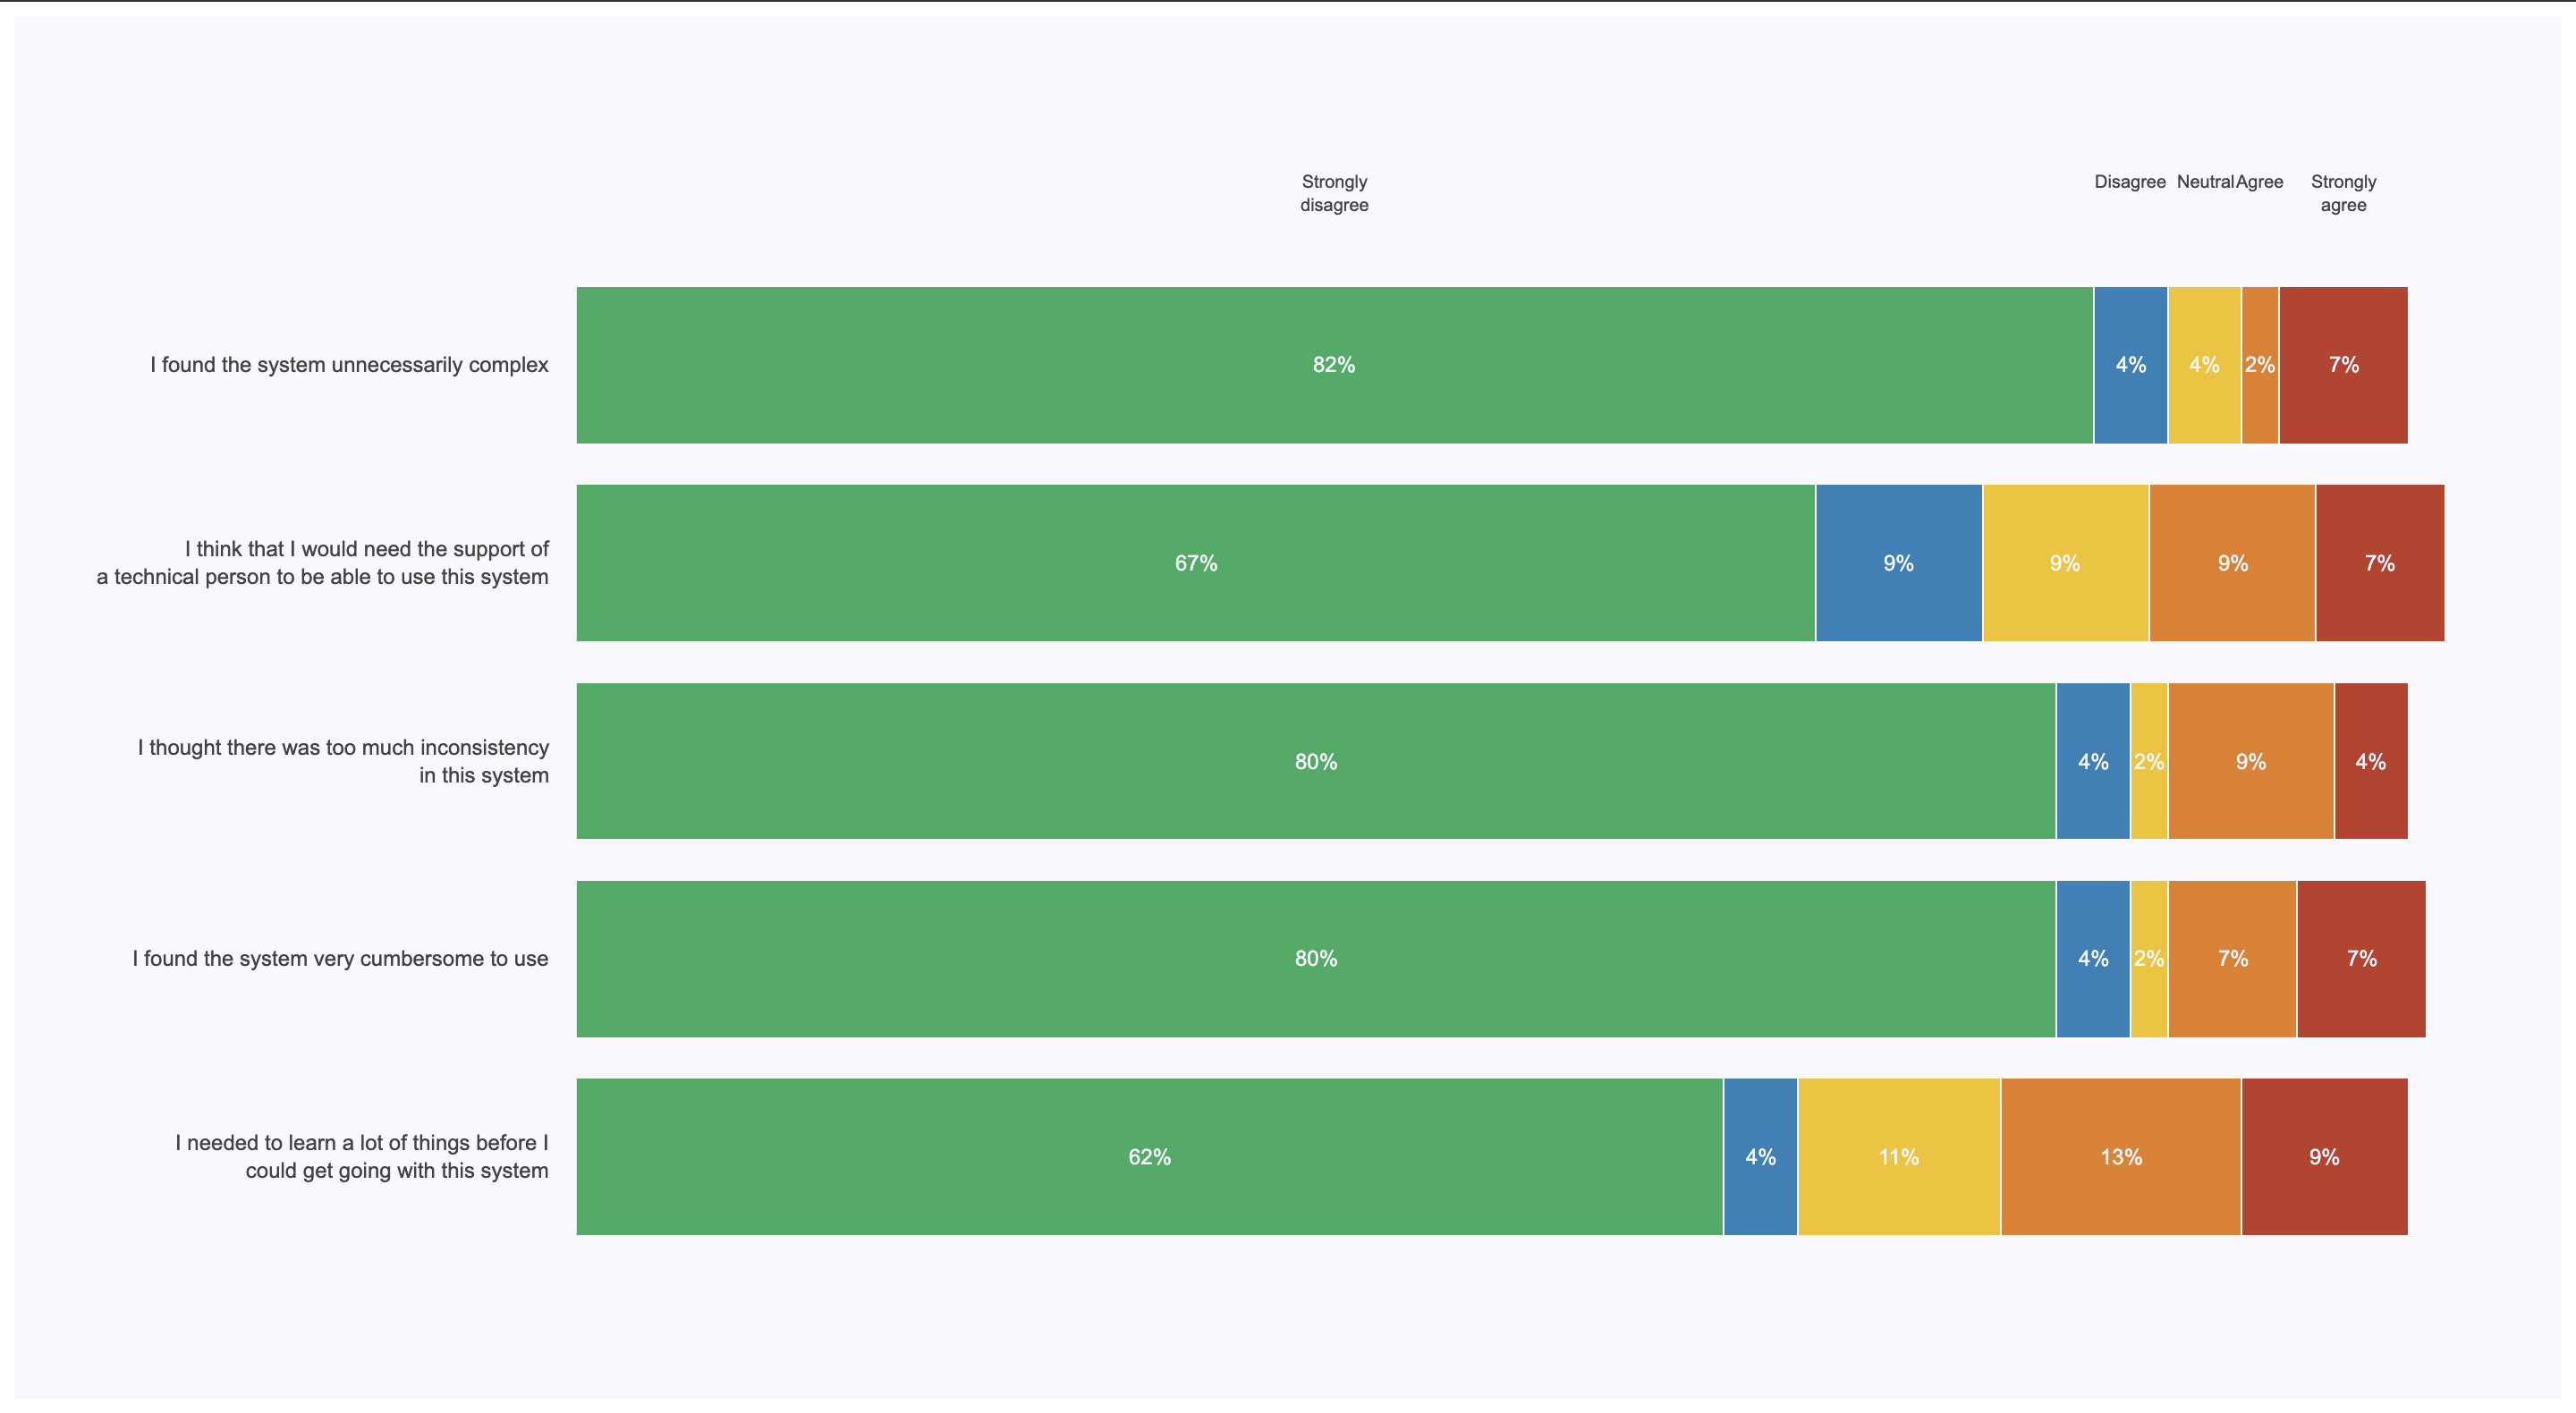 Strongly
disagree
Disagree
Neutral
Agree
Strongly
agree
I found the system unnecessarily complex
82%
4%
4%
2%
7%
I think that I would need the support of
a technical person to be able to use this system
67%
9%
9%
9%
7%
I thought there was too much inconsistency
in this system
80%
4%
2%
9%
4%
I found the system very cumbersome to use
80%
4%
2%
7%
7%
I needed to learn a lot of things before I
could get going with this system
62%
4%
11%
13%
9%